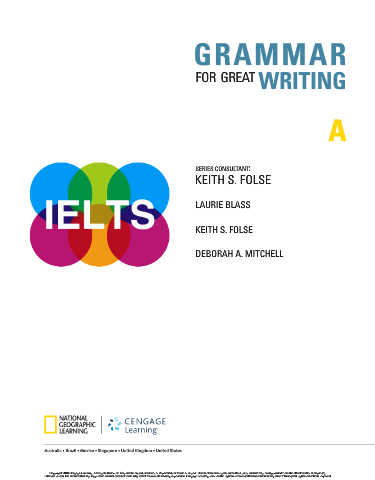 GRAMMAR
FOR GREAT WRITING
A
SERIES CONSULTANT:
KEITH S. FOLSE
LAURIE BLASS
KEITH S. FOLSE
DEBORAH A. MITCHELL
IELTS
NATIONAL
GEOGRAPHIC
LEARNING
CENGAGE
Learning
Australia • Brazil • Mexico • Singapore • United Kingdom • United States